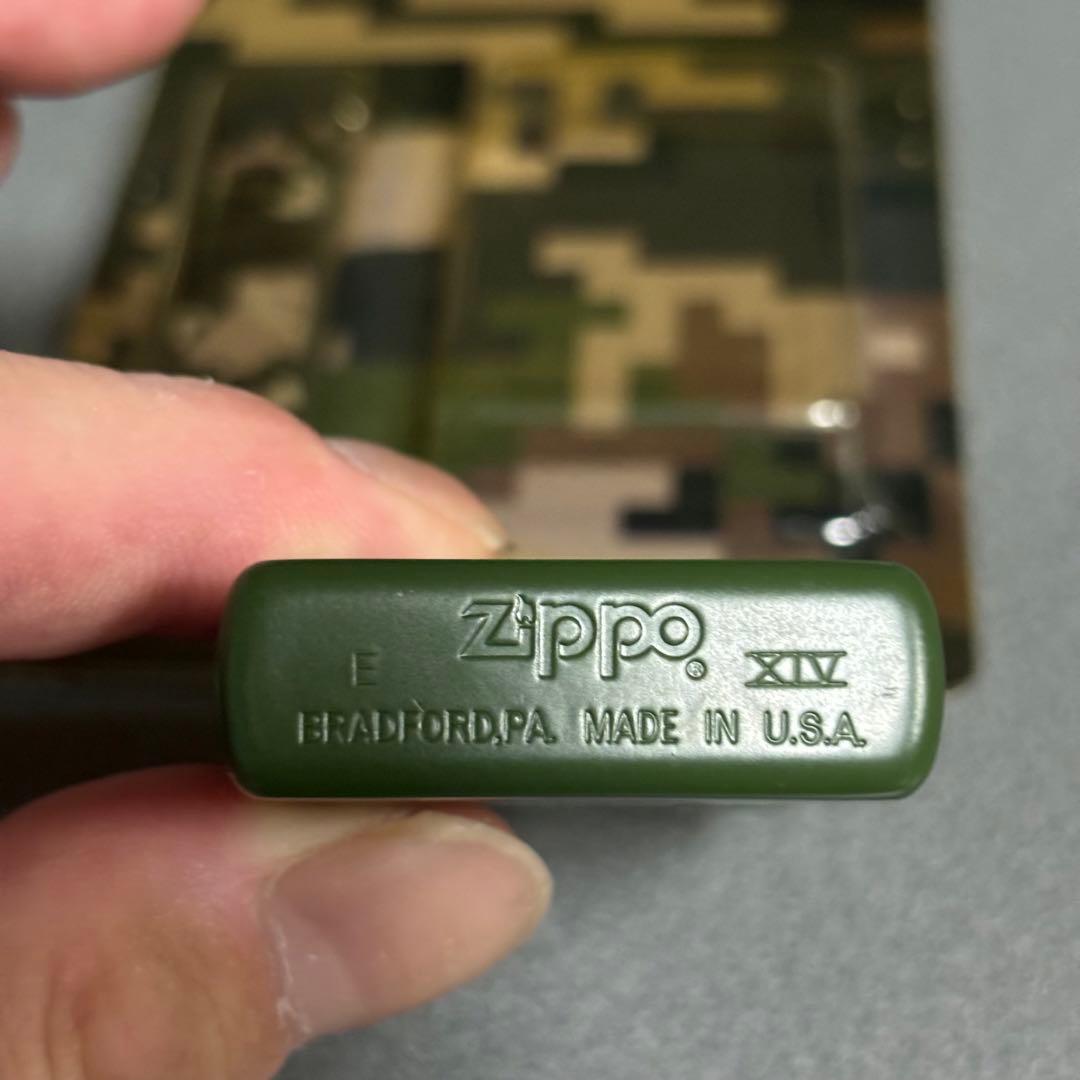 Zippo®
E XIV
BRADFORD,PA. MADE IN U.S.A.